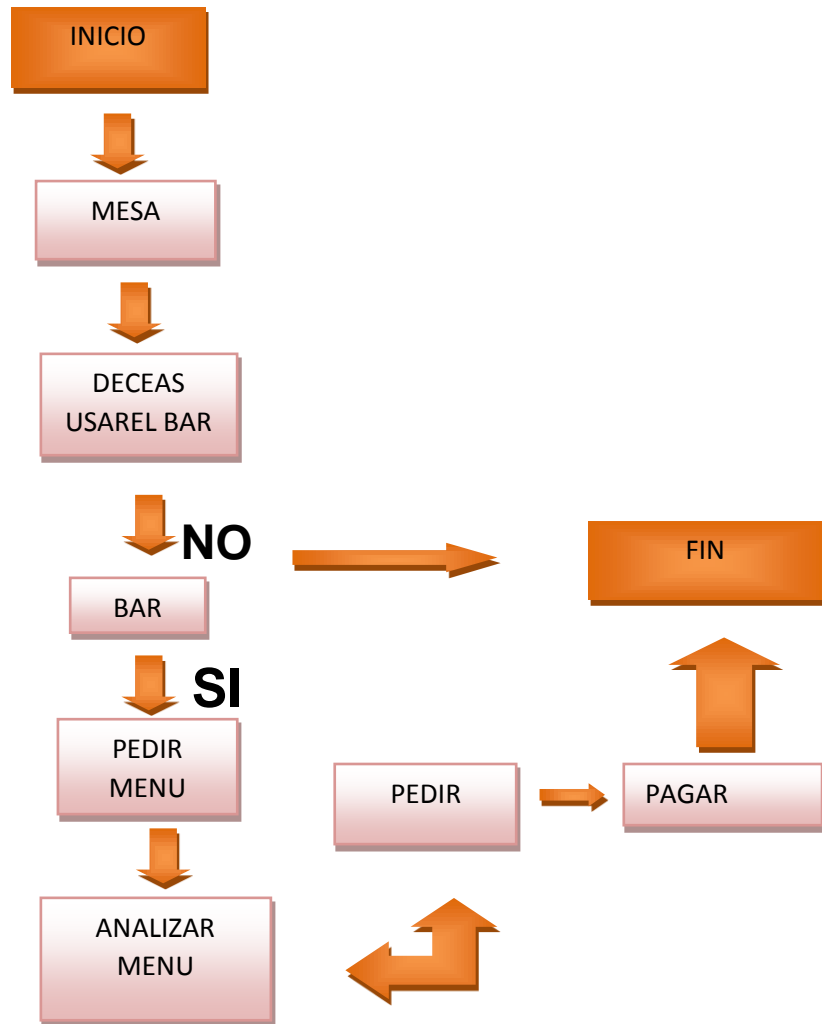 INICIO
MESA
DECEAS
USAREL BAR
NO
FIN
BAR
SI
PEDIR
MENU
PEDIR
PAGAR
ANALIZAR
MENU